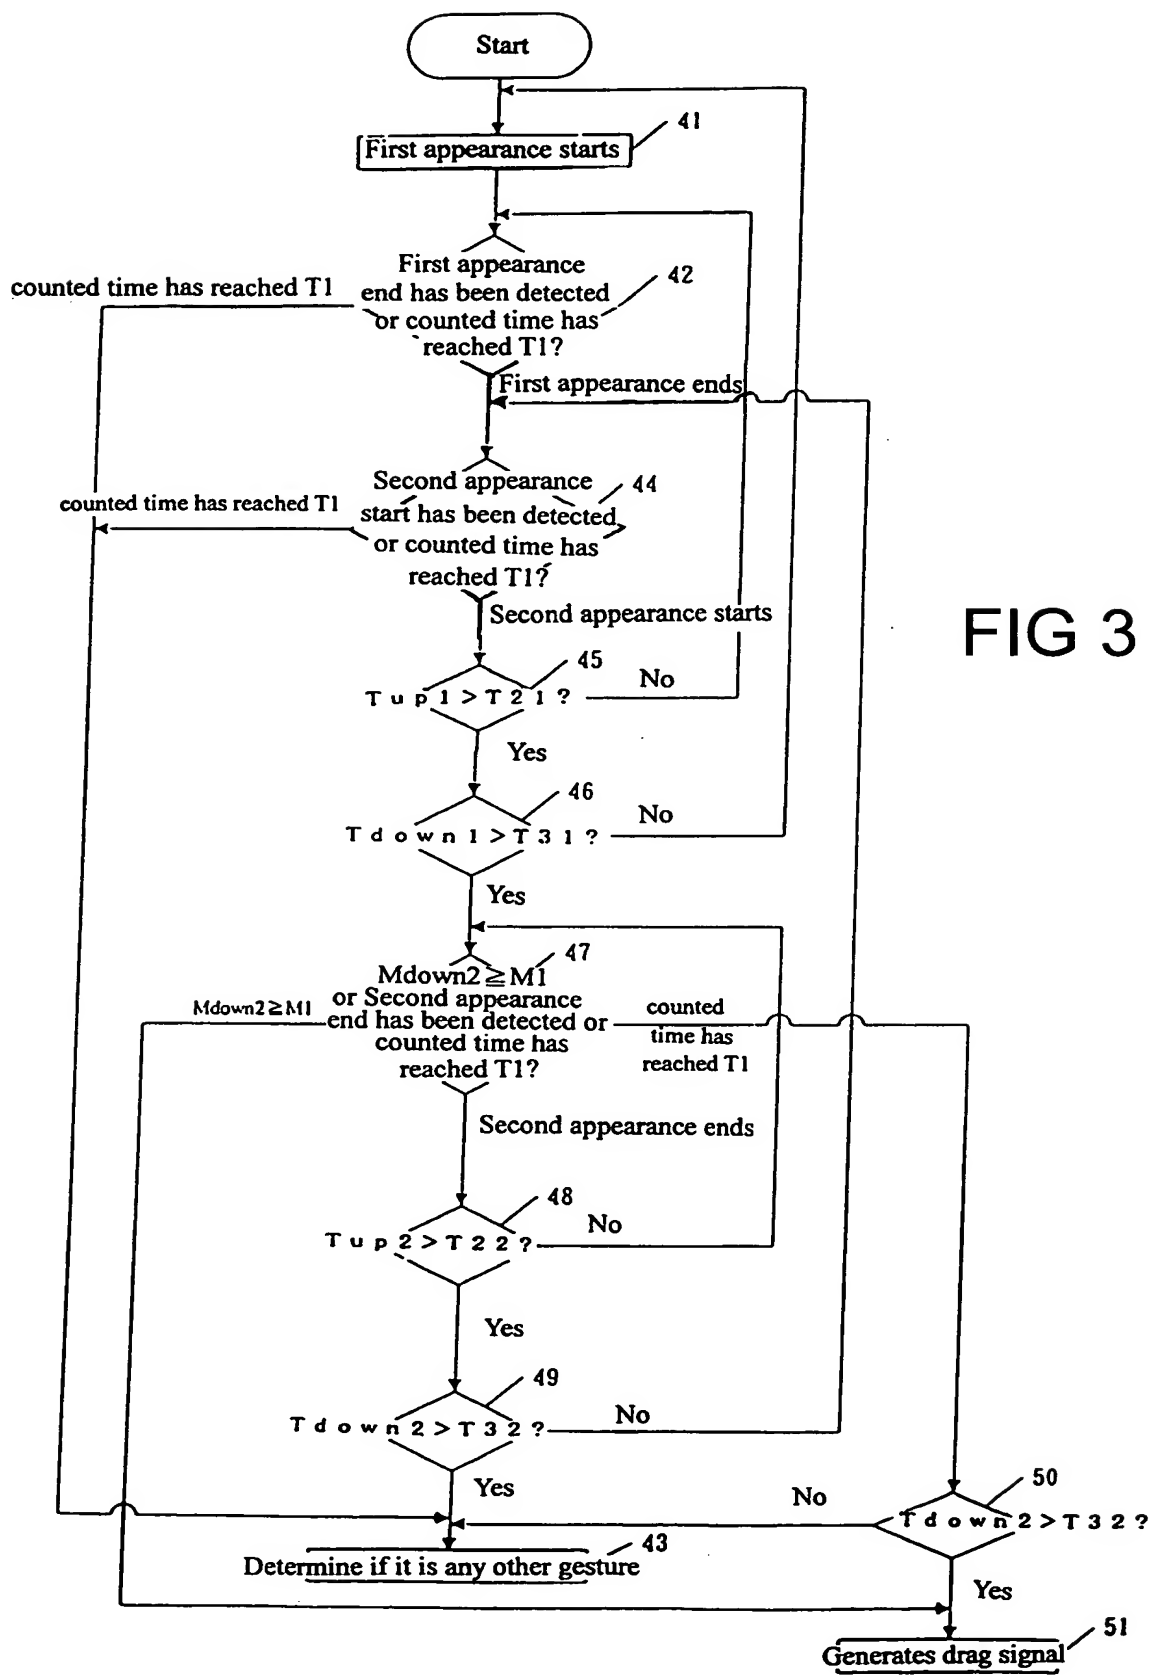 Start
41
First appearance starts
First appearance
end has been detected
or counted time has
reached T1?
42
counted time has reached T1
First appearance ends
Second appearance
start has been detected
or counted time has
reached T1?
44
counted time has reached T1
Second appearance starts
FIG 3
45
Tup1>T21?
No
Yes
46
Tdown1>T31?
No
Yes
47
Mdown2≧M1
or Second appearance
end has been detected or
counted time has
reached T1?
Mdown2≧M1
counted
time has
reached T1
Second appearance ends
48
Tup2>T22?
No
Yes
49
Tdown2>T32?
No
Yes
50
Tdown2>T32?
No
Yes
43
Determine if it is any other gesture
51
Generates drag signal